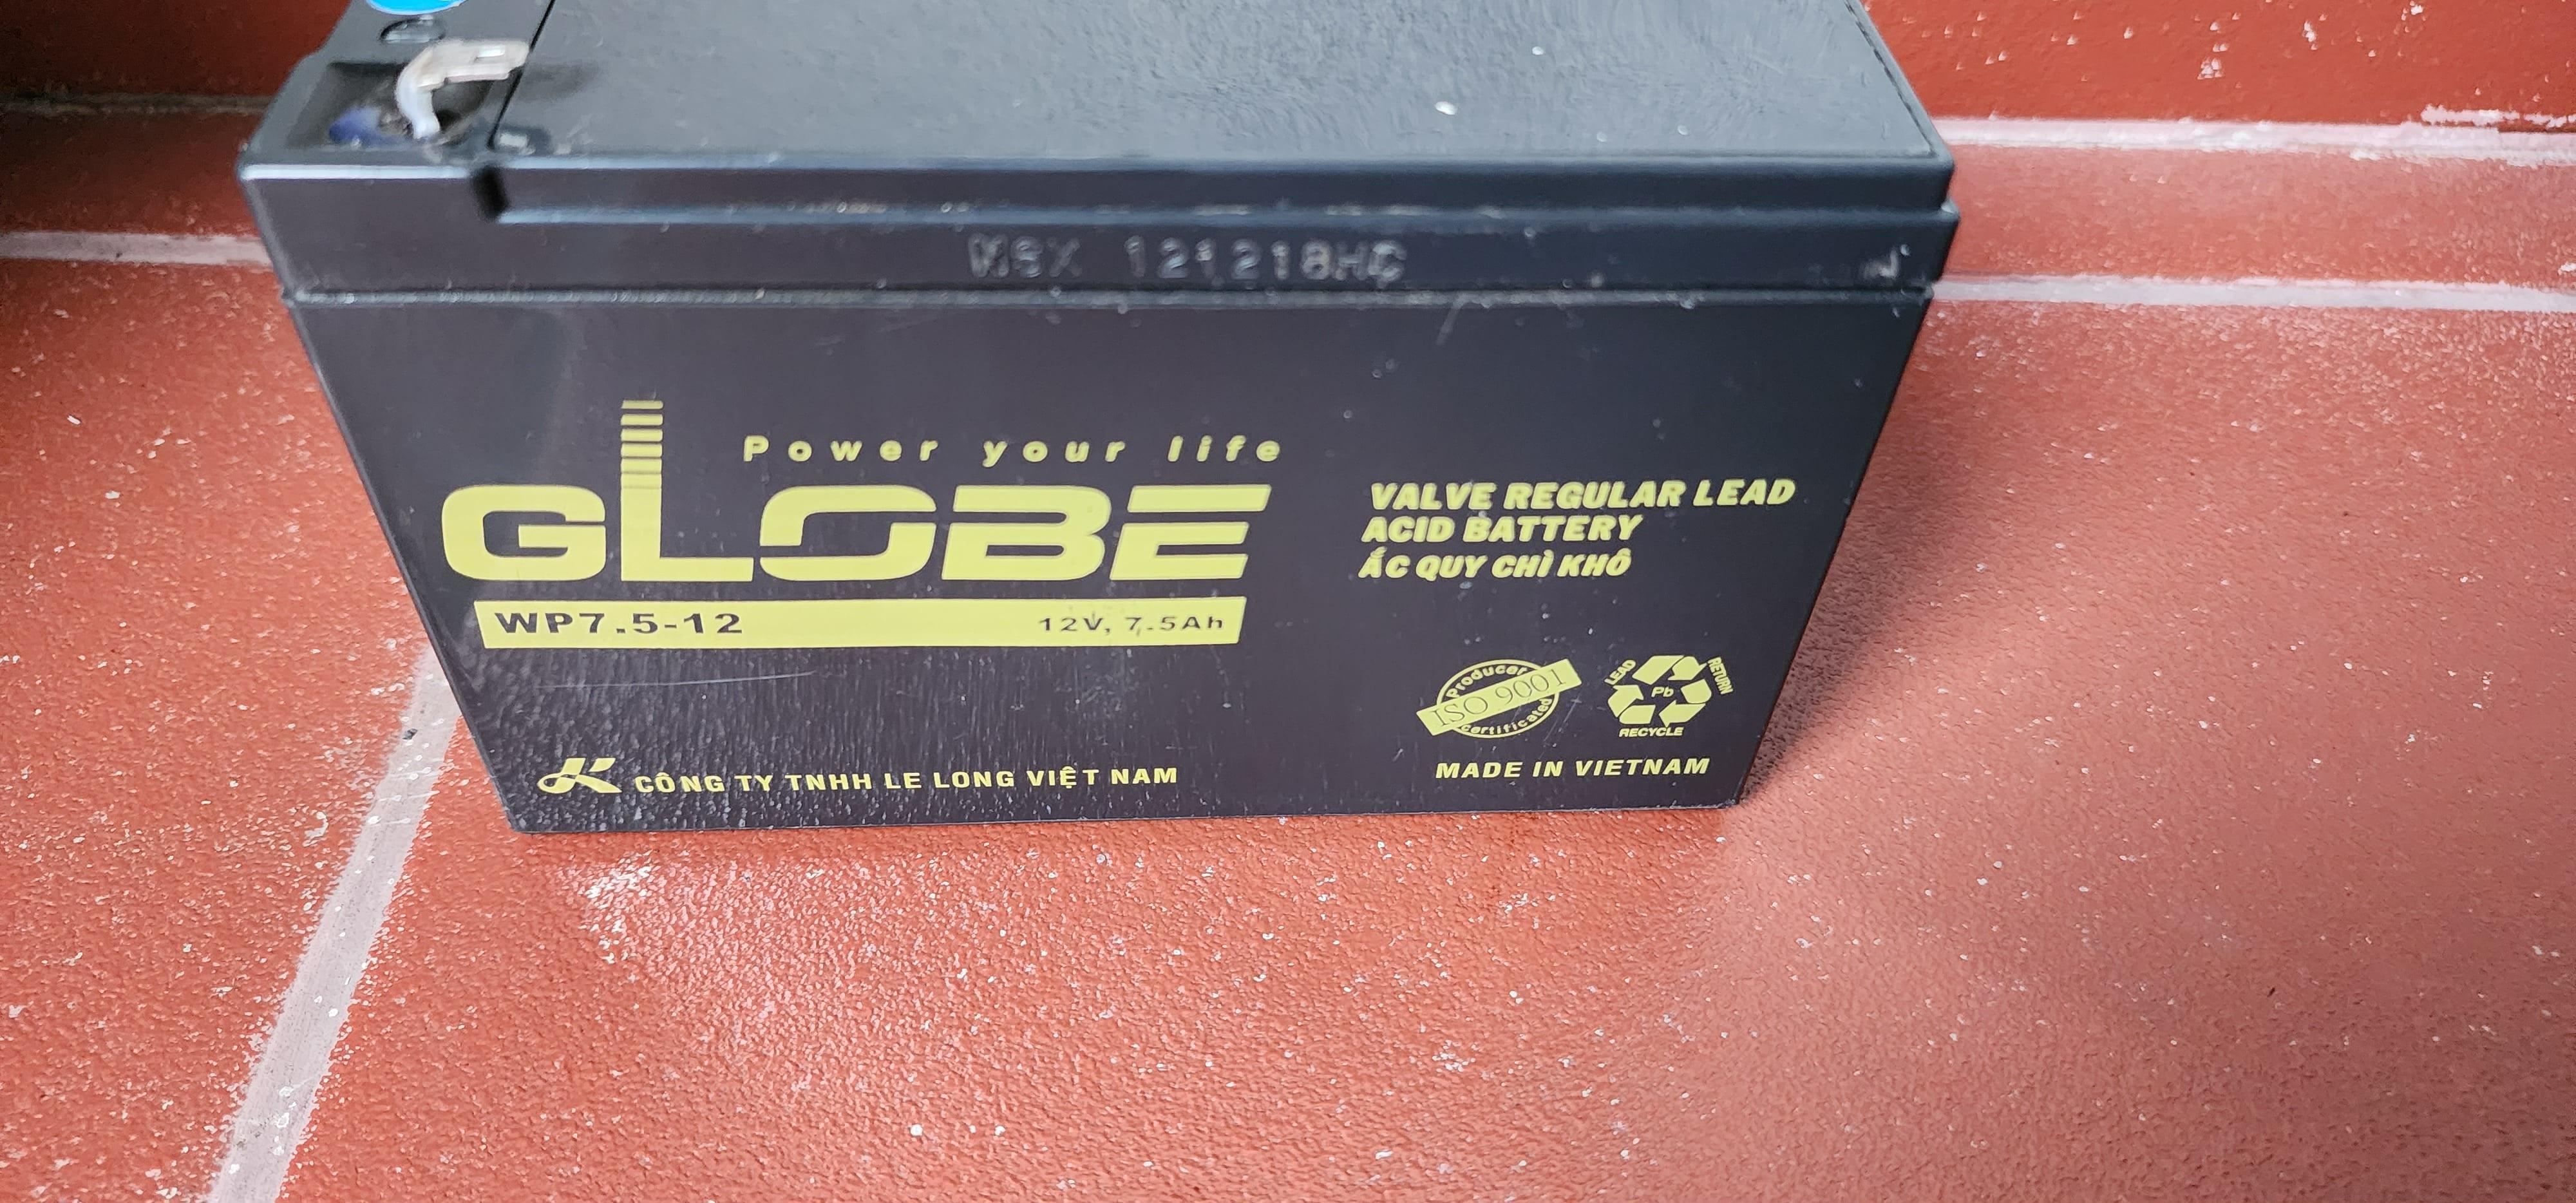 NSX 121218HC
Power your life
GLOBE
WP7.5-12 12V, 7.5Ah
VALVE REGULAR LEAD
ACID BATTERY
ẮC QUY CHÌ KHÔ
Producer
ISO 9001
Certificated
LEAD
RETURN
Pb
RECYCLE
CÔNG TY TNHH LE LONG VIỆT NAM
MADE IN VIETNAM